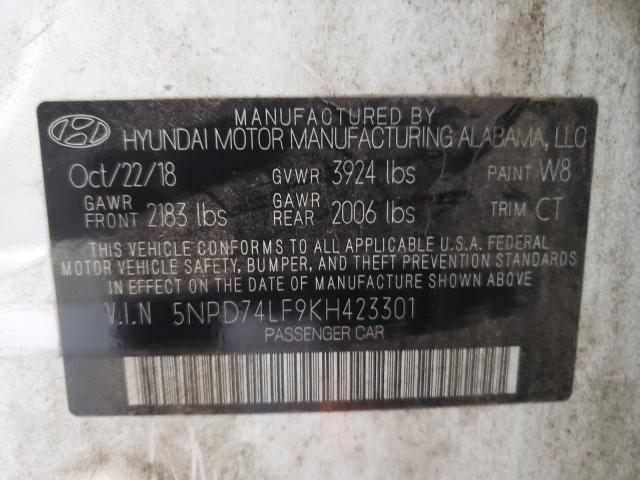 MANUFACTURED BY
HYUNDAI MOTOR MANUFACTURING ALABAMA, LLC
Oct/22/18 GVWR 3924 lbs PAINT W8
GAWR FRONT 2183 lbs GAWR REAR 2006 lbs TRIM CT
THIS VEHICLE CONFORMS TO ALL APPLICABLE U.S.A. FEDERAL
MOTOR VEHICLE SAFETY, BUMPER, AND THEFT PREVENTION STANDARDS
IN EFFECT ON THE DATE OF MANUFACTURE SHOWN ABOVE
V.I.N 5NPD74LF9KH423301
PASSENGER CAR